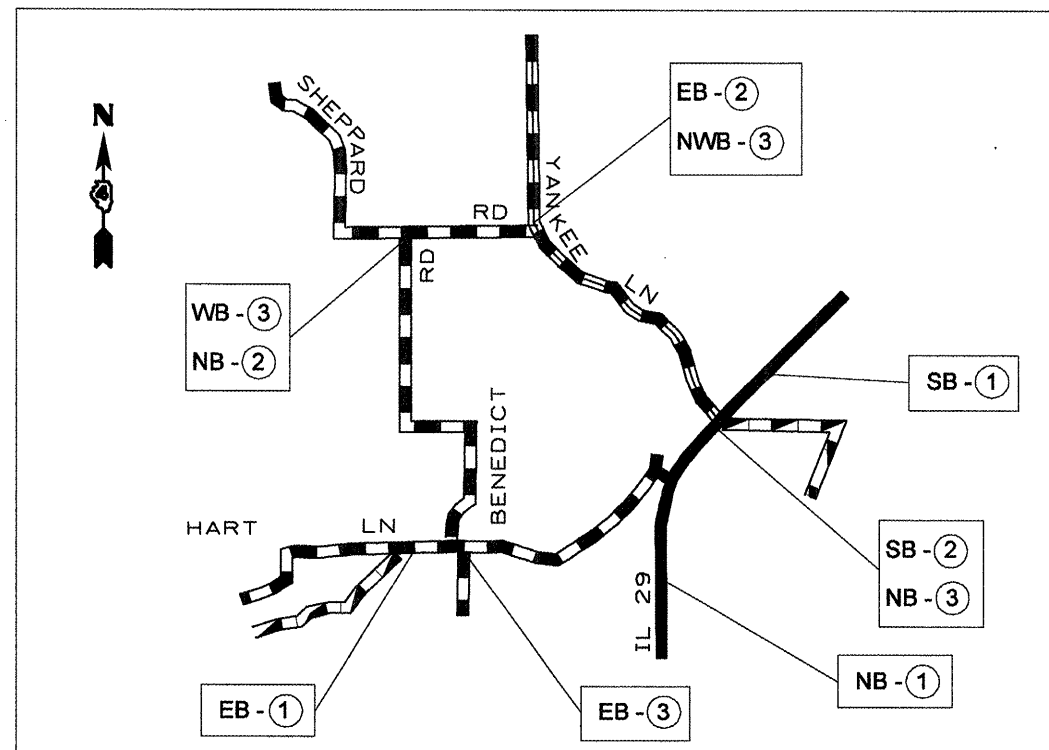 N
4
SHEPPARD
RD
YANKEE
LN
EB - 2
NWB - 3
RD
WB - 3
NB - 2
SB - 1
BENEDICT
HART LN
SB - 2
NB - 3
IL 29
NB - 1
EB - 1
EB - 3